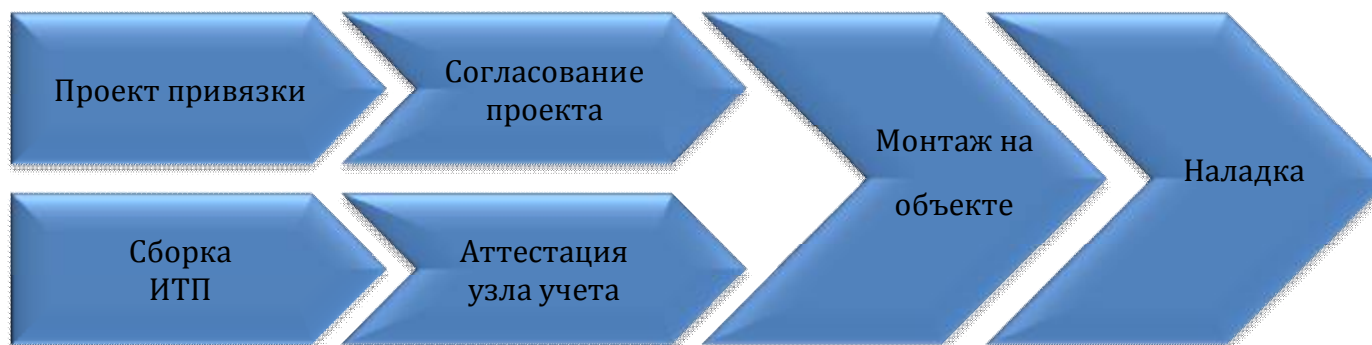 Проект привязки
Согласование
проекта
Сборка
ИТП
Аттестация
узла учета
Монтаж на
объекте
Наладка